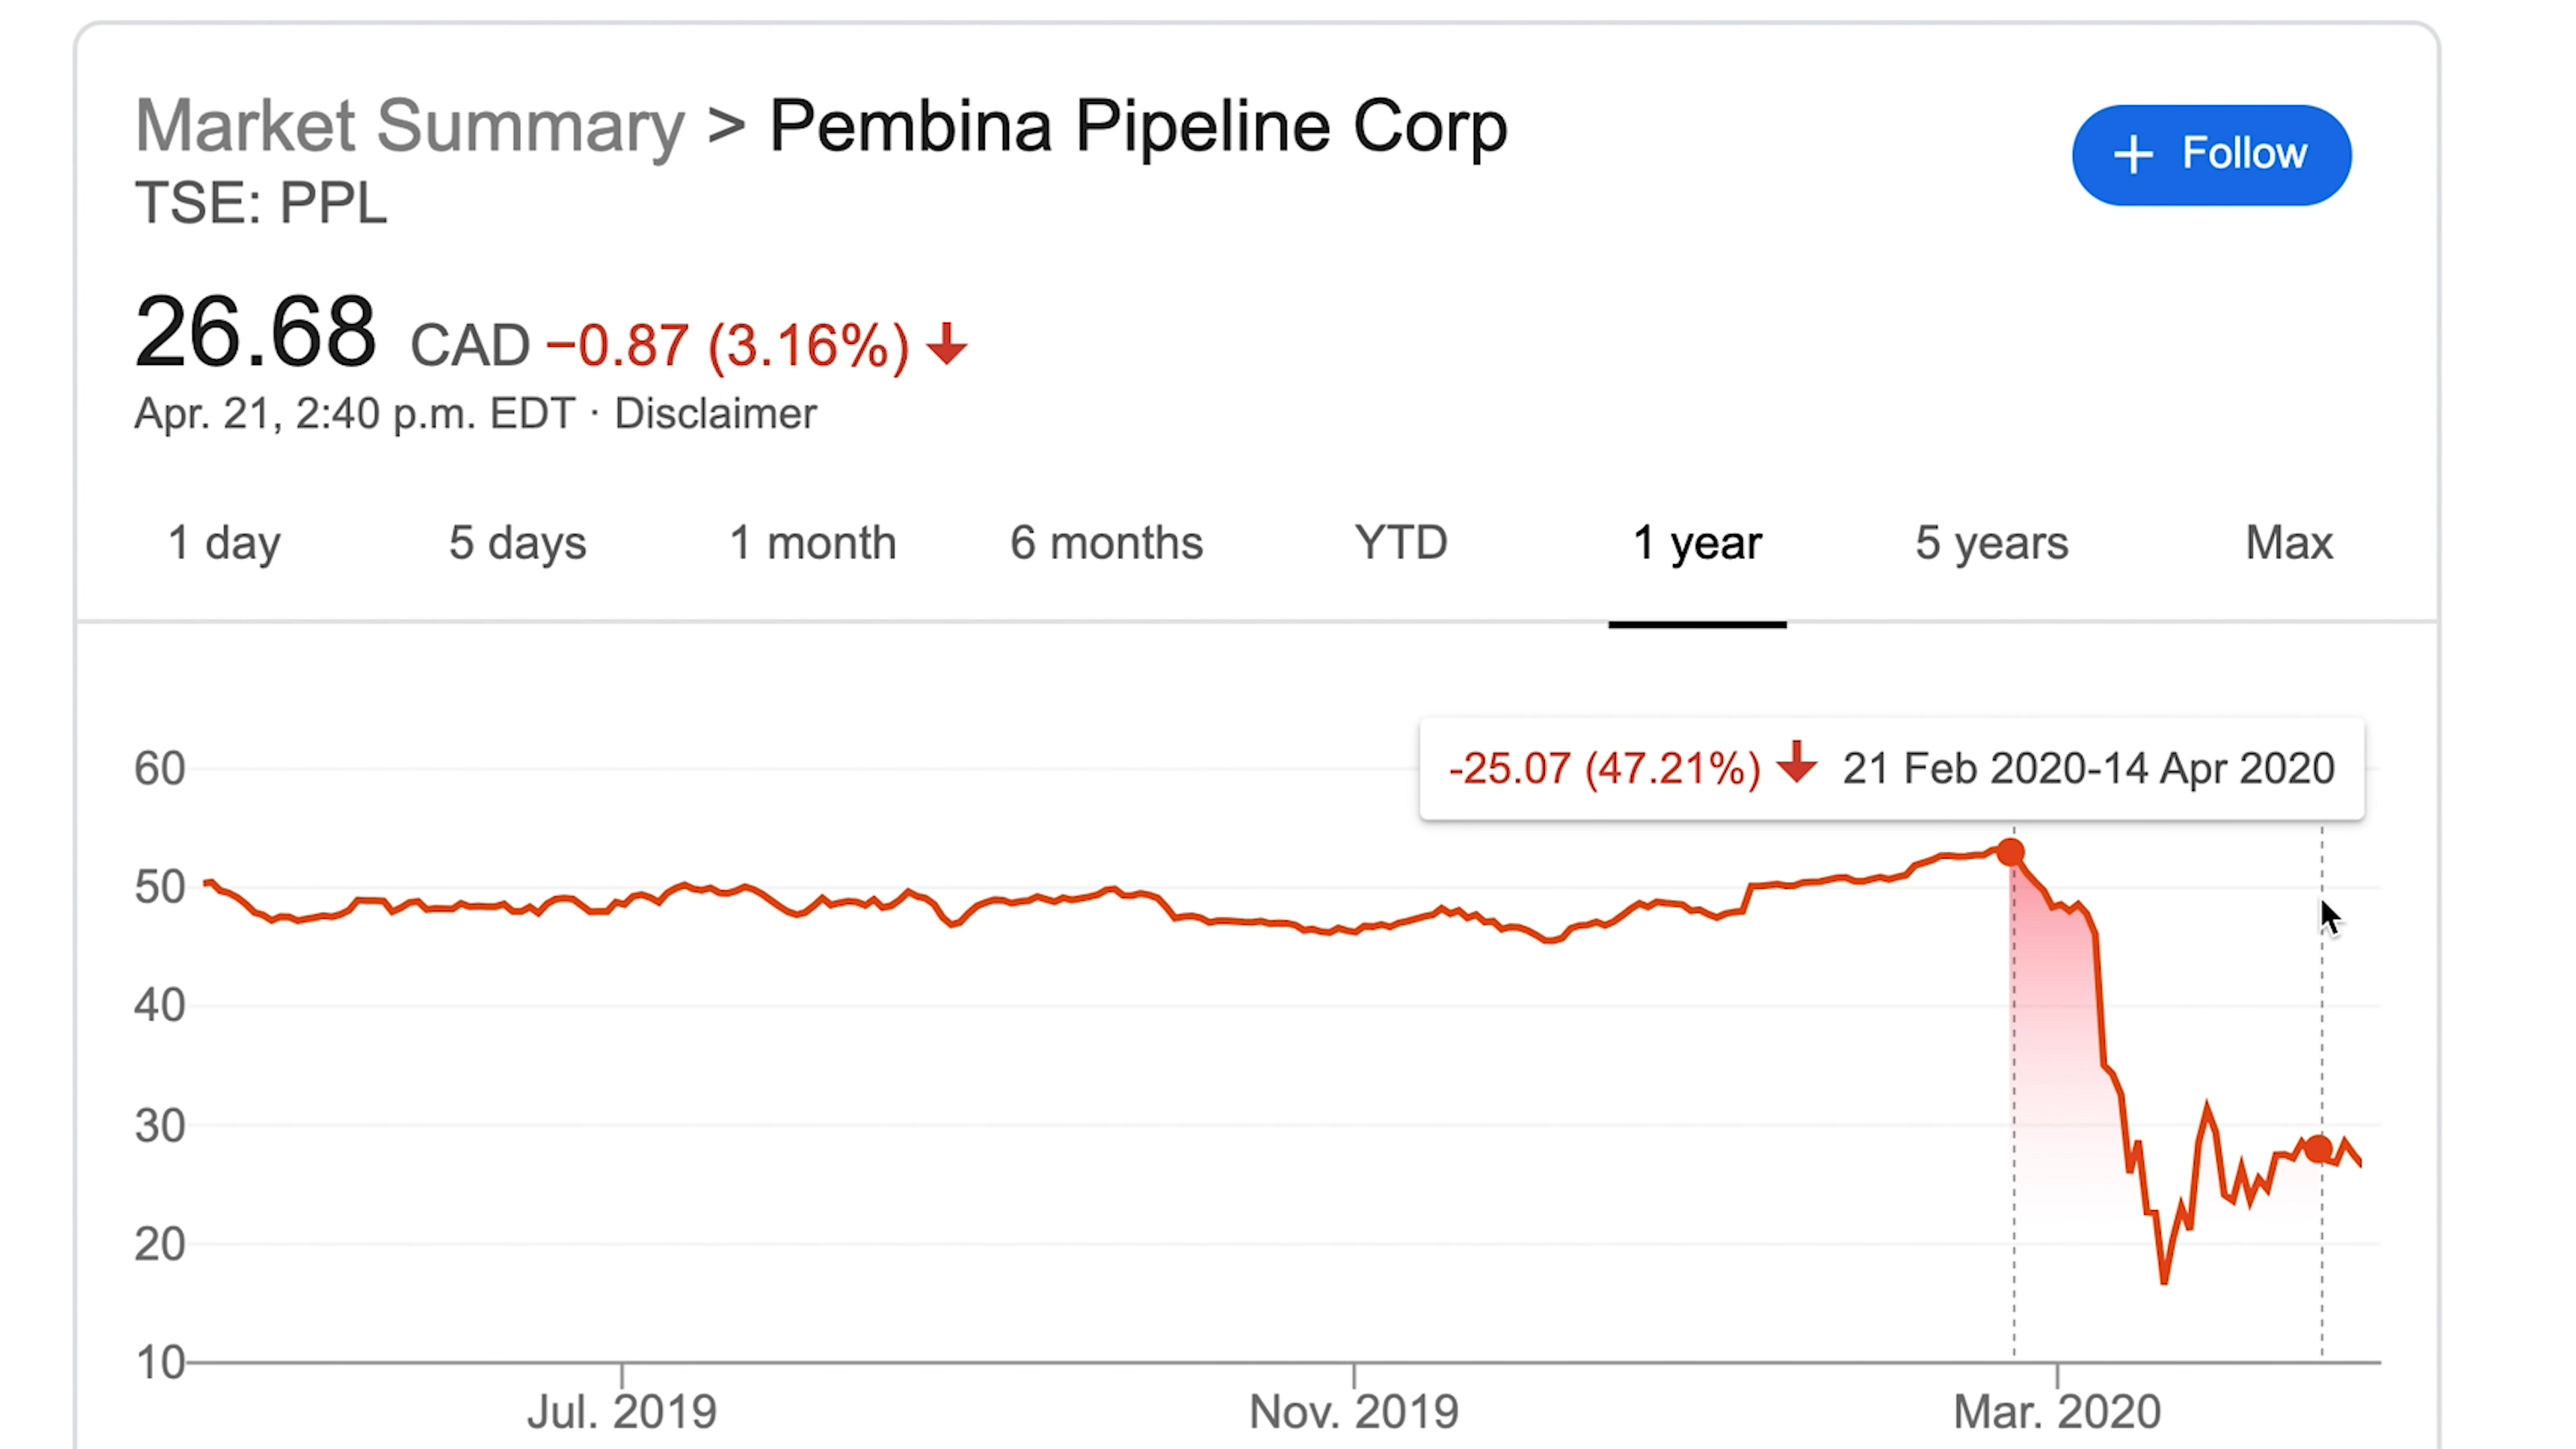 Market Summary > Pembina Pipeline Corp
TSE: PPL
+ Follow
26.68 CAD −0.87 (3.16%)
Apr. 21, 2:40 p.m. EDT · Disclaimer
1 day 5 days 1 month 6 months YTD 1 year 5 years Max
-25.07 (47.21%) 21 Feb 2020-14 Apr 2020
60
50
40
30
20
10
Jul. 2019 Nov. 2019 Mar. 2020